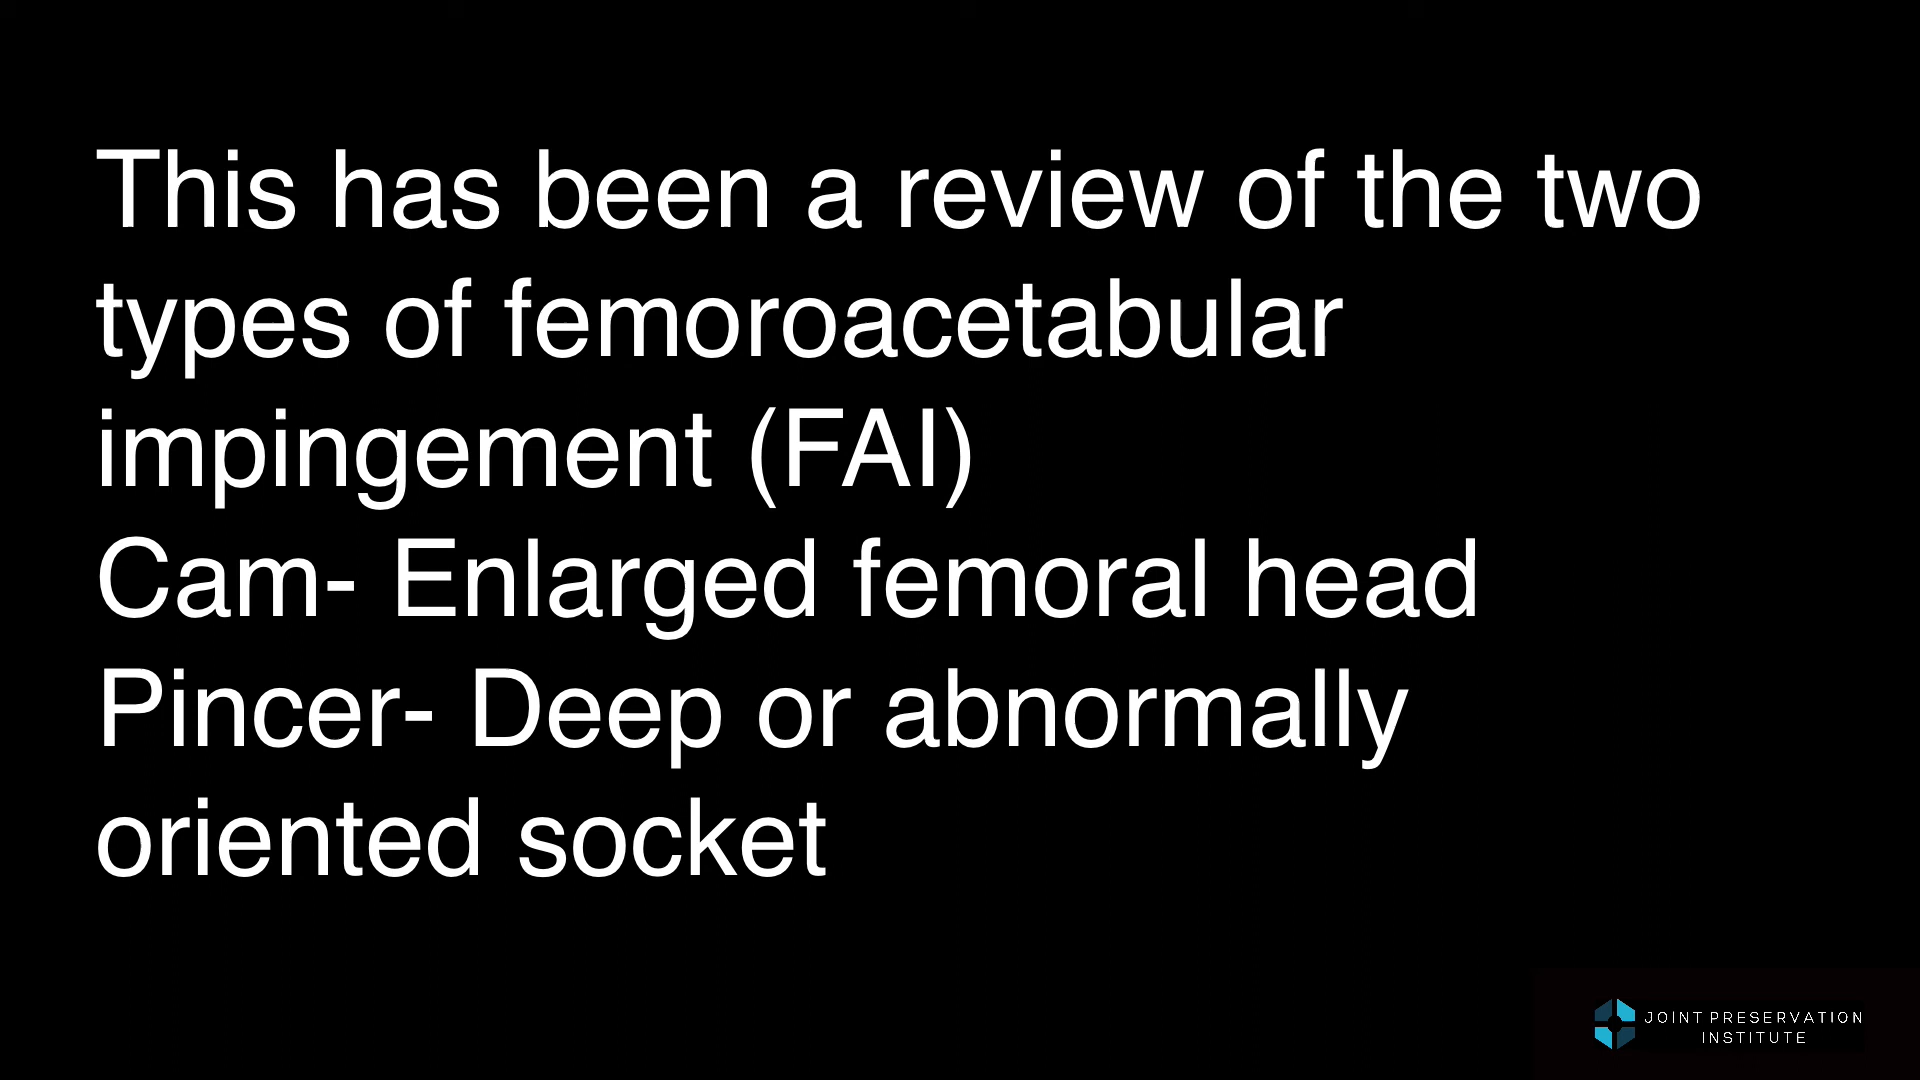 This has been a review of the two
types of femoroacetabular
impingement (FAI)
Cam- Enlarged femoral head
Pincer- Deep or abnormally
oriented socket
JOINT PRESERVATION
INSTITUTE